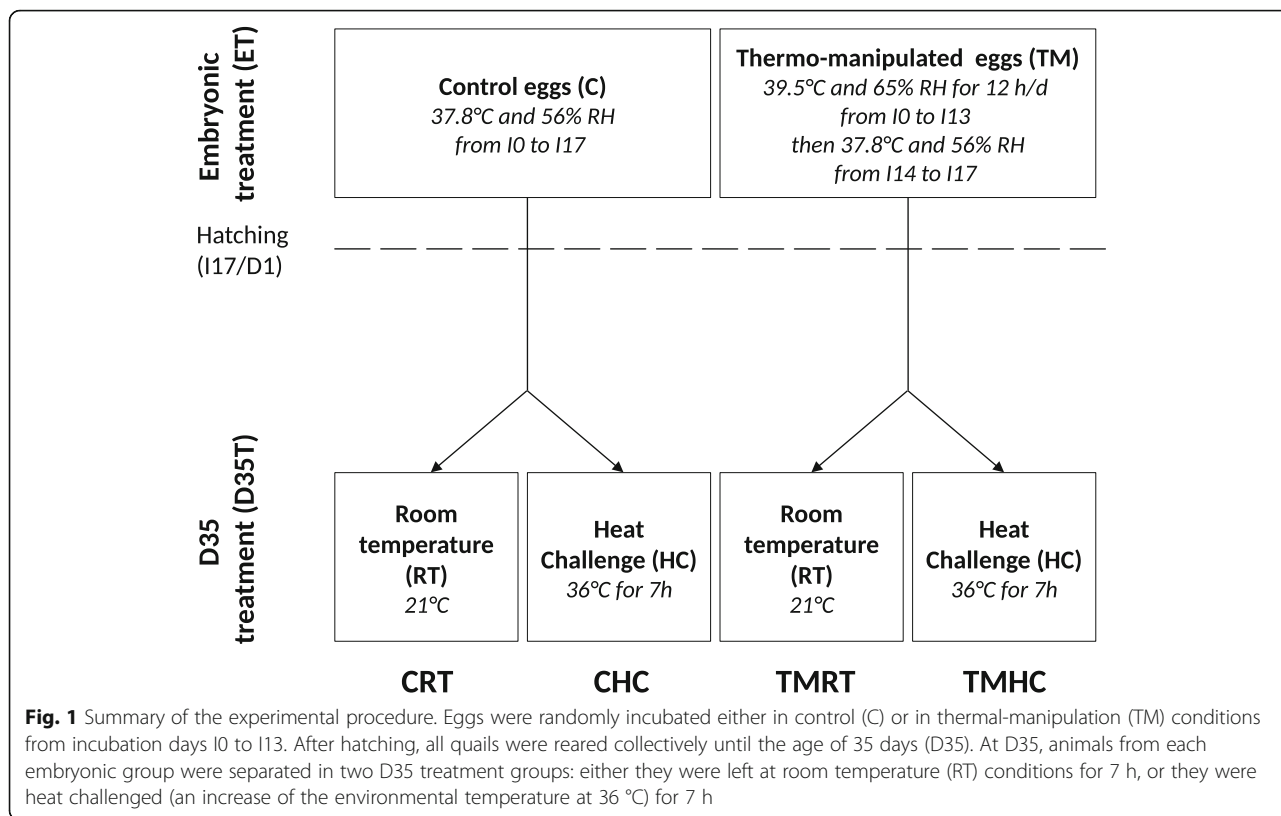 Embryonic
treatment (ET)
Control eggs (C)
37.8°C and 56% RH
from I0 to I17
Thermo-manipulated eggs (TM)
39.5°C and 65% RH for 12 h/d
from I0 to I13
then 37.8°C and 56% RH
from I14 to I17
Hatching
(I17/D1)
D35
treatment (D35T)
Room
temperature
(RT)
21°C
Heat
Challenge (HC)
36°C for 7h
Room
temperature
(RT)
21°C
Heat
Challenge (HC)
36°C for 7h
CRT
CHC
TMRT
TMHC
Fig. 1 Summary of the experimental procedure. Eggs were randomly incubated either in control (C) or in thermal-manipulation (TM) conditions
from incubation days I0 to I13. After hatching, all quails were reared collectively until the age of 35 days (D35). At D35, animals from each
embryonic group were separated in two D35 treatment groups: either they were left at room temperature (RT) conditions for 7 h, or they were
heat challenged (an increase of the environmental temperature at 36 °C) for 7 h